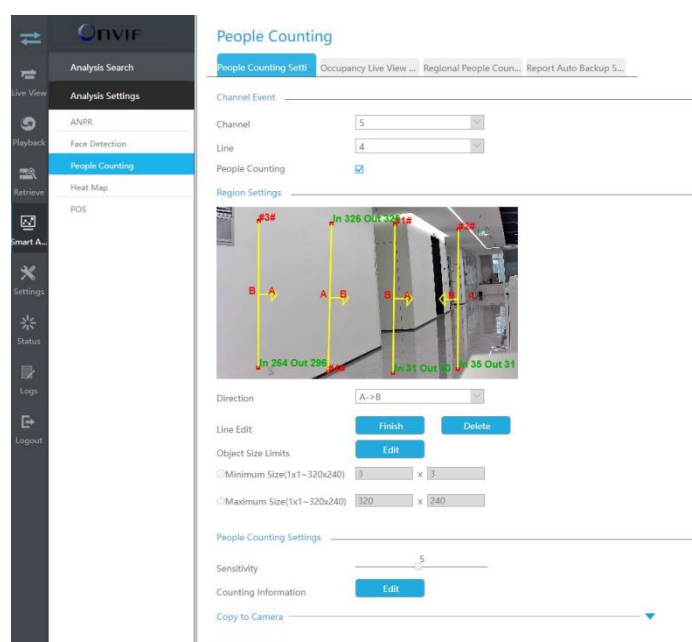 ONVIF
People Counting
Analysis Search
People Counting Setti... Occupancy Live View ... Regional People Coun... Report Auto Backup S...
Live View
Analysis Settings
Channel Event
ANPR
Channel 5
Playback
Face Detection
Line 4
People Counting
People Counting
Retrieve
Heat Map
Region Settings
POS
Smart A...
#3#
In 326 Out 328
#1#
#2#
B A
A B
B A
B A
In 264 Out 296
#4#
In 31 Out
In 35 Out 31
Settings
Status
Logs
Logout
Direction A->B
Line Edit Finish Delete
Object Size Limits Edit
Minimum Size(1x1~320x240) 3 x 3
Maximum Size(1x1~320x240) 320 x 240
People Counting Settings
Sensitivity 5
Counting Information Edit
Copy to Camera